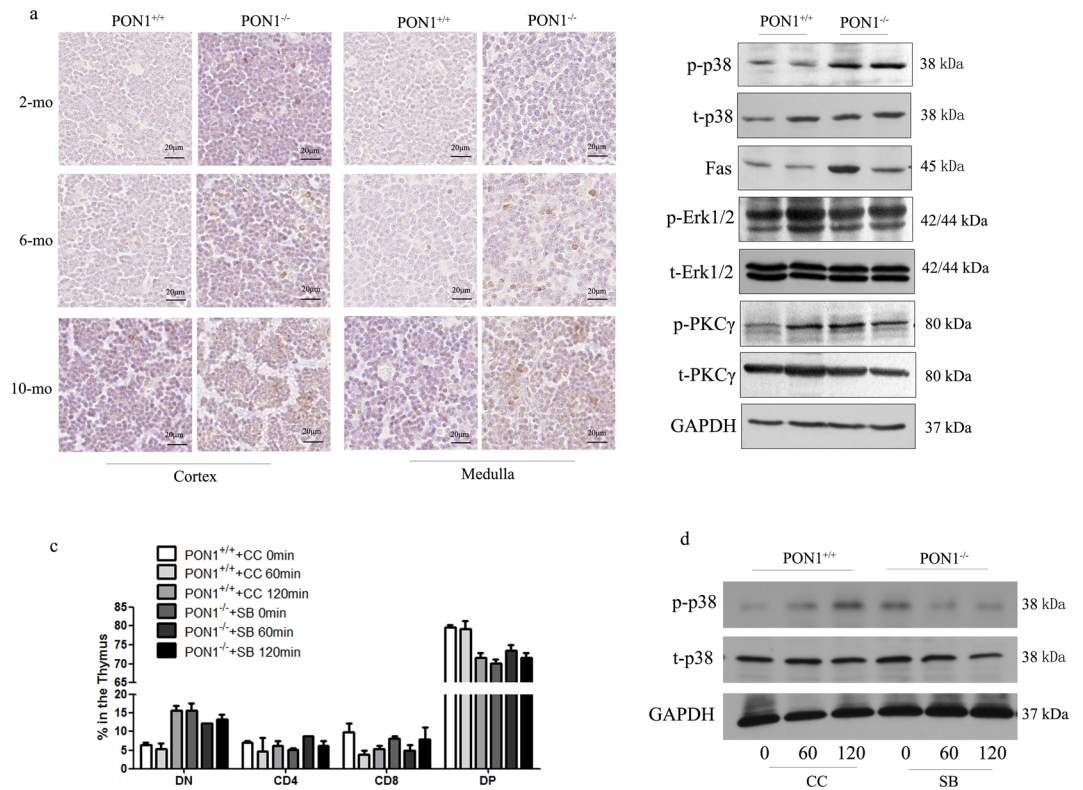 a
PON1+/+ PON1-/- PON1+/+ PON1-/-
2-mo
20μm 20μm 20μm 20μm
6-mo
20μm 20μm 20μm 20μm
10-mo
20μm 20μm 20μm 20μm
Cortex Medulla
PON1+/+ PON1-/-
p-p38 38 kDa
t-p38 38 kDa
Fas 45 kDa
p-Erk1/2 42/44 kDa
t-Erk1/2 42/44 kDa
p-PKCγ 80 kDa
t-PKCγ 80 kDa
GAPDH 37 kDa
c
PON1+/++CC 0min
PON1+/++CC 60min
PON1+/++CC 120min
PON1-/-+SB 0min
PON1-/-+SB 60min
PON1-/-+SB 120min
% in the Thymus
85
80
75
70
65
20
15
10
5
0
DN CD4 CD8 DP
d
PON1+/+ PON1-/-
p-p38 38 kDa
t-p38 38 kDa
GAPDH 37 kDa
0 60 120 0 60 120
CC SB